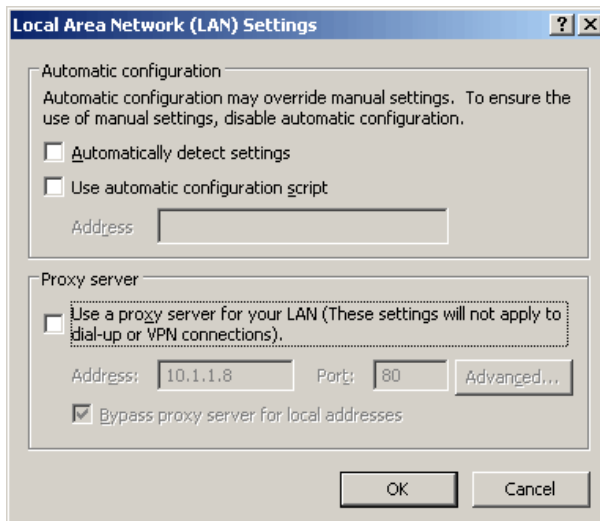 Local Area Network (LAN) Settings
Automatic configuration
Automatic configuration may override manual settings. To ensure the
use of manual settings, disable automatic configuration.
Automatically detect settings
Use automatic configuration script
Address
Proxy server
Use a proxy server for your LAN (These settings will not apply to
dial-up or VPN connections).
Address: 10.1.1.8 Port: 80 Advanced...
Bypass proxy server for local addresses
OK Cancel